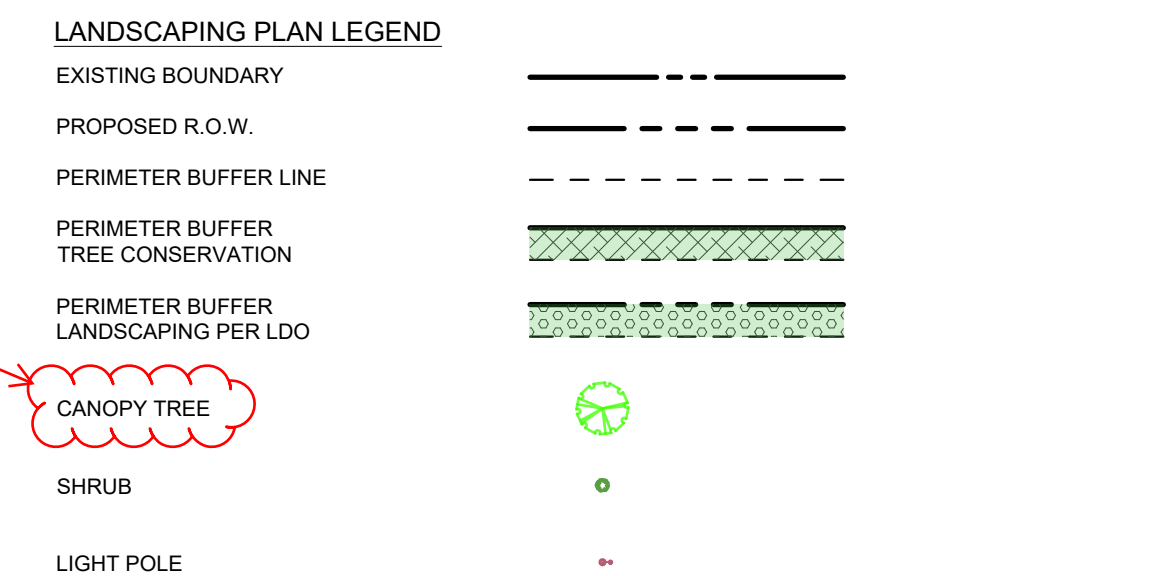 LANDSCAPING PLAN LEGEND
EXISTING BOUNDARY
PROPOSED R.O.W.
PERIMETER BUFFER LINE
PERIMETER BUFFER
TREE CONSERVATION
PERIMETER BUFFER
LANDSCAPING PER LDO
CANOPY TREE
SHRUB
LIGHT POLE